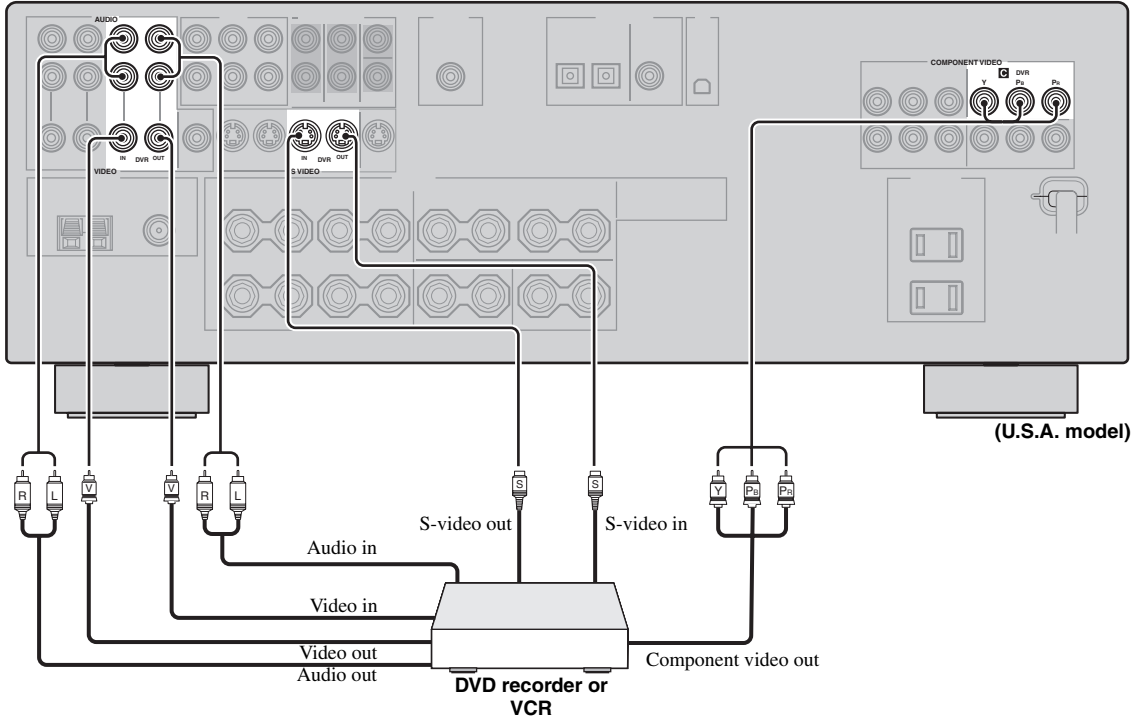 AUDIO
IN DVR OUT
VIDEO
IN DVR OUT
S VIDEO
COMPONENT VIDEO
C DVR
Y PB PR
(U.S.A. model)
R L V V R L S S Y PB PR
S-video out
S-video in
Audio in
Video in
Video out
Audio out
Component video out
DVD recorder or
VCR